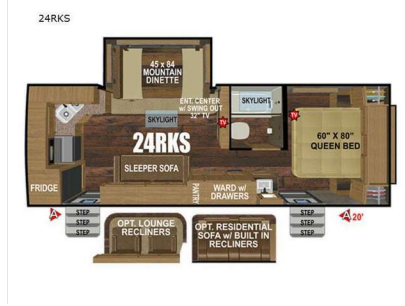 24RKS
45 x 84
MOUNTAIN
DINETTE
ENT. CENTER
w/ SWING OUT
32" TV
SKYLIGHT
SKYLIGHT
TV
TV
24RKS
60" X 80"
QUEEN BED
SLEEPER SOFA
FRIDGE
PANTRY
WARD w/
DRAWERS
A
STEP
STEP
STEP
STEP
STEP
STEP
A 20'
OPT. LOUNGE
RECLINERS
OPT. RESIDENTIAL
SOFA w/ BUILT IN
RECLINERS